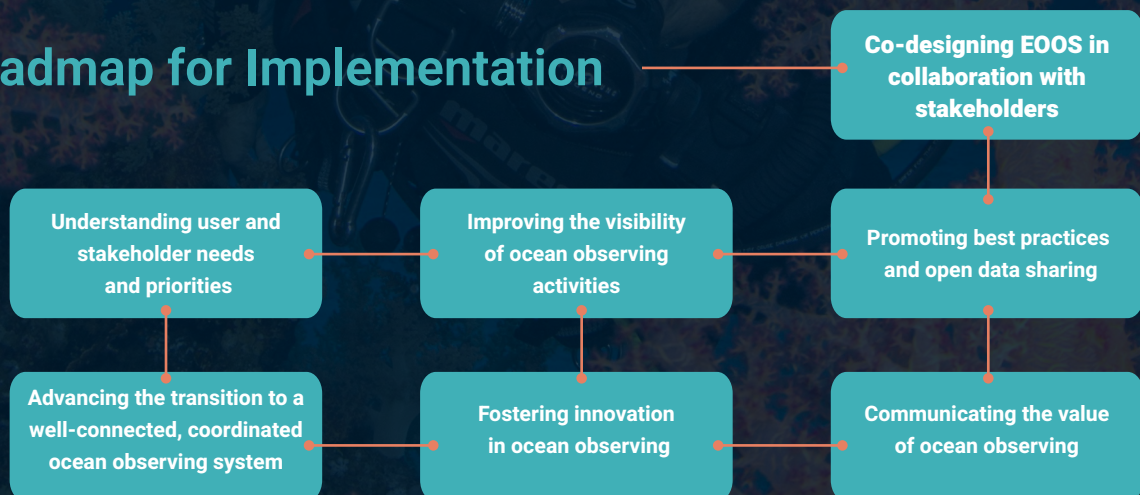 admap for Implementation
Co-designing EOOS in
collaboration with
stakeholders
Understanding user and
stakeholder needs
and priorities
Improving the visibility
of ocean observing
activities
Promoting best practices
and open data sharing
Advancing the transition to a
well-connected, coordinated
ocean observing system
Fostering innovation
in ocean observing
Communicating the value
of ocean observing